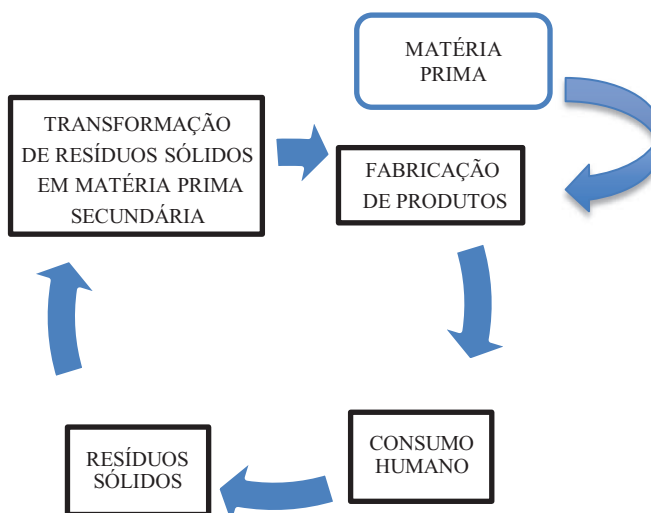 MATÉRIA
PRIMA
TRANSFORMAÇÃO
DE RESÍDUOS SÓLIDOS
EM MATÉRIA PRIMA
SECUNDÁRIA
FABRICAÇÃO
DE PRODUTOS
CONSUMO
HUMANO
RESÍDUOS
SÓLIDOS